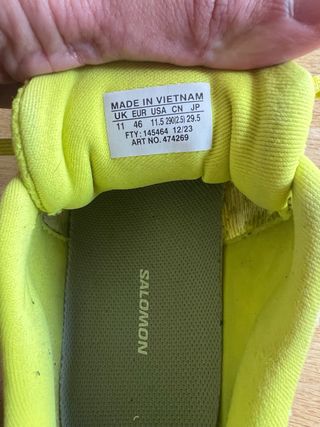 MADE IN VIETNAM
UK EUR USA CN JP
11 46 11.5 290(2.5) 29.5
FTY: 145464 12/23
ART NO. 474269
SALOMON